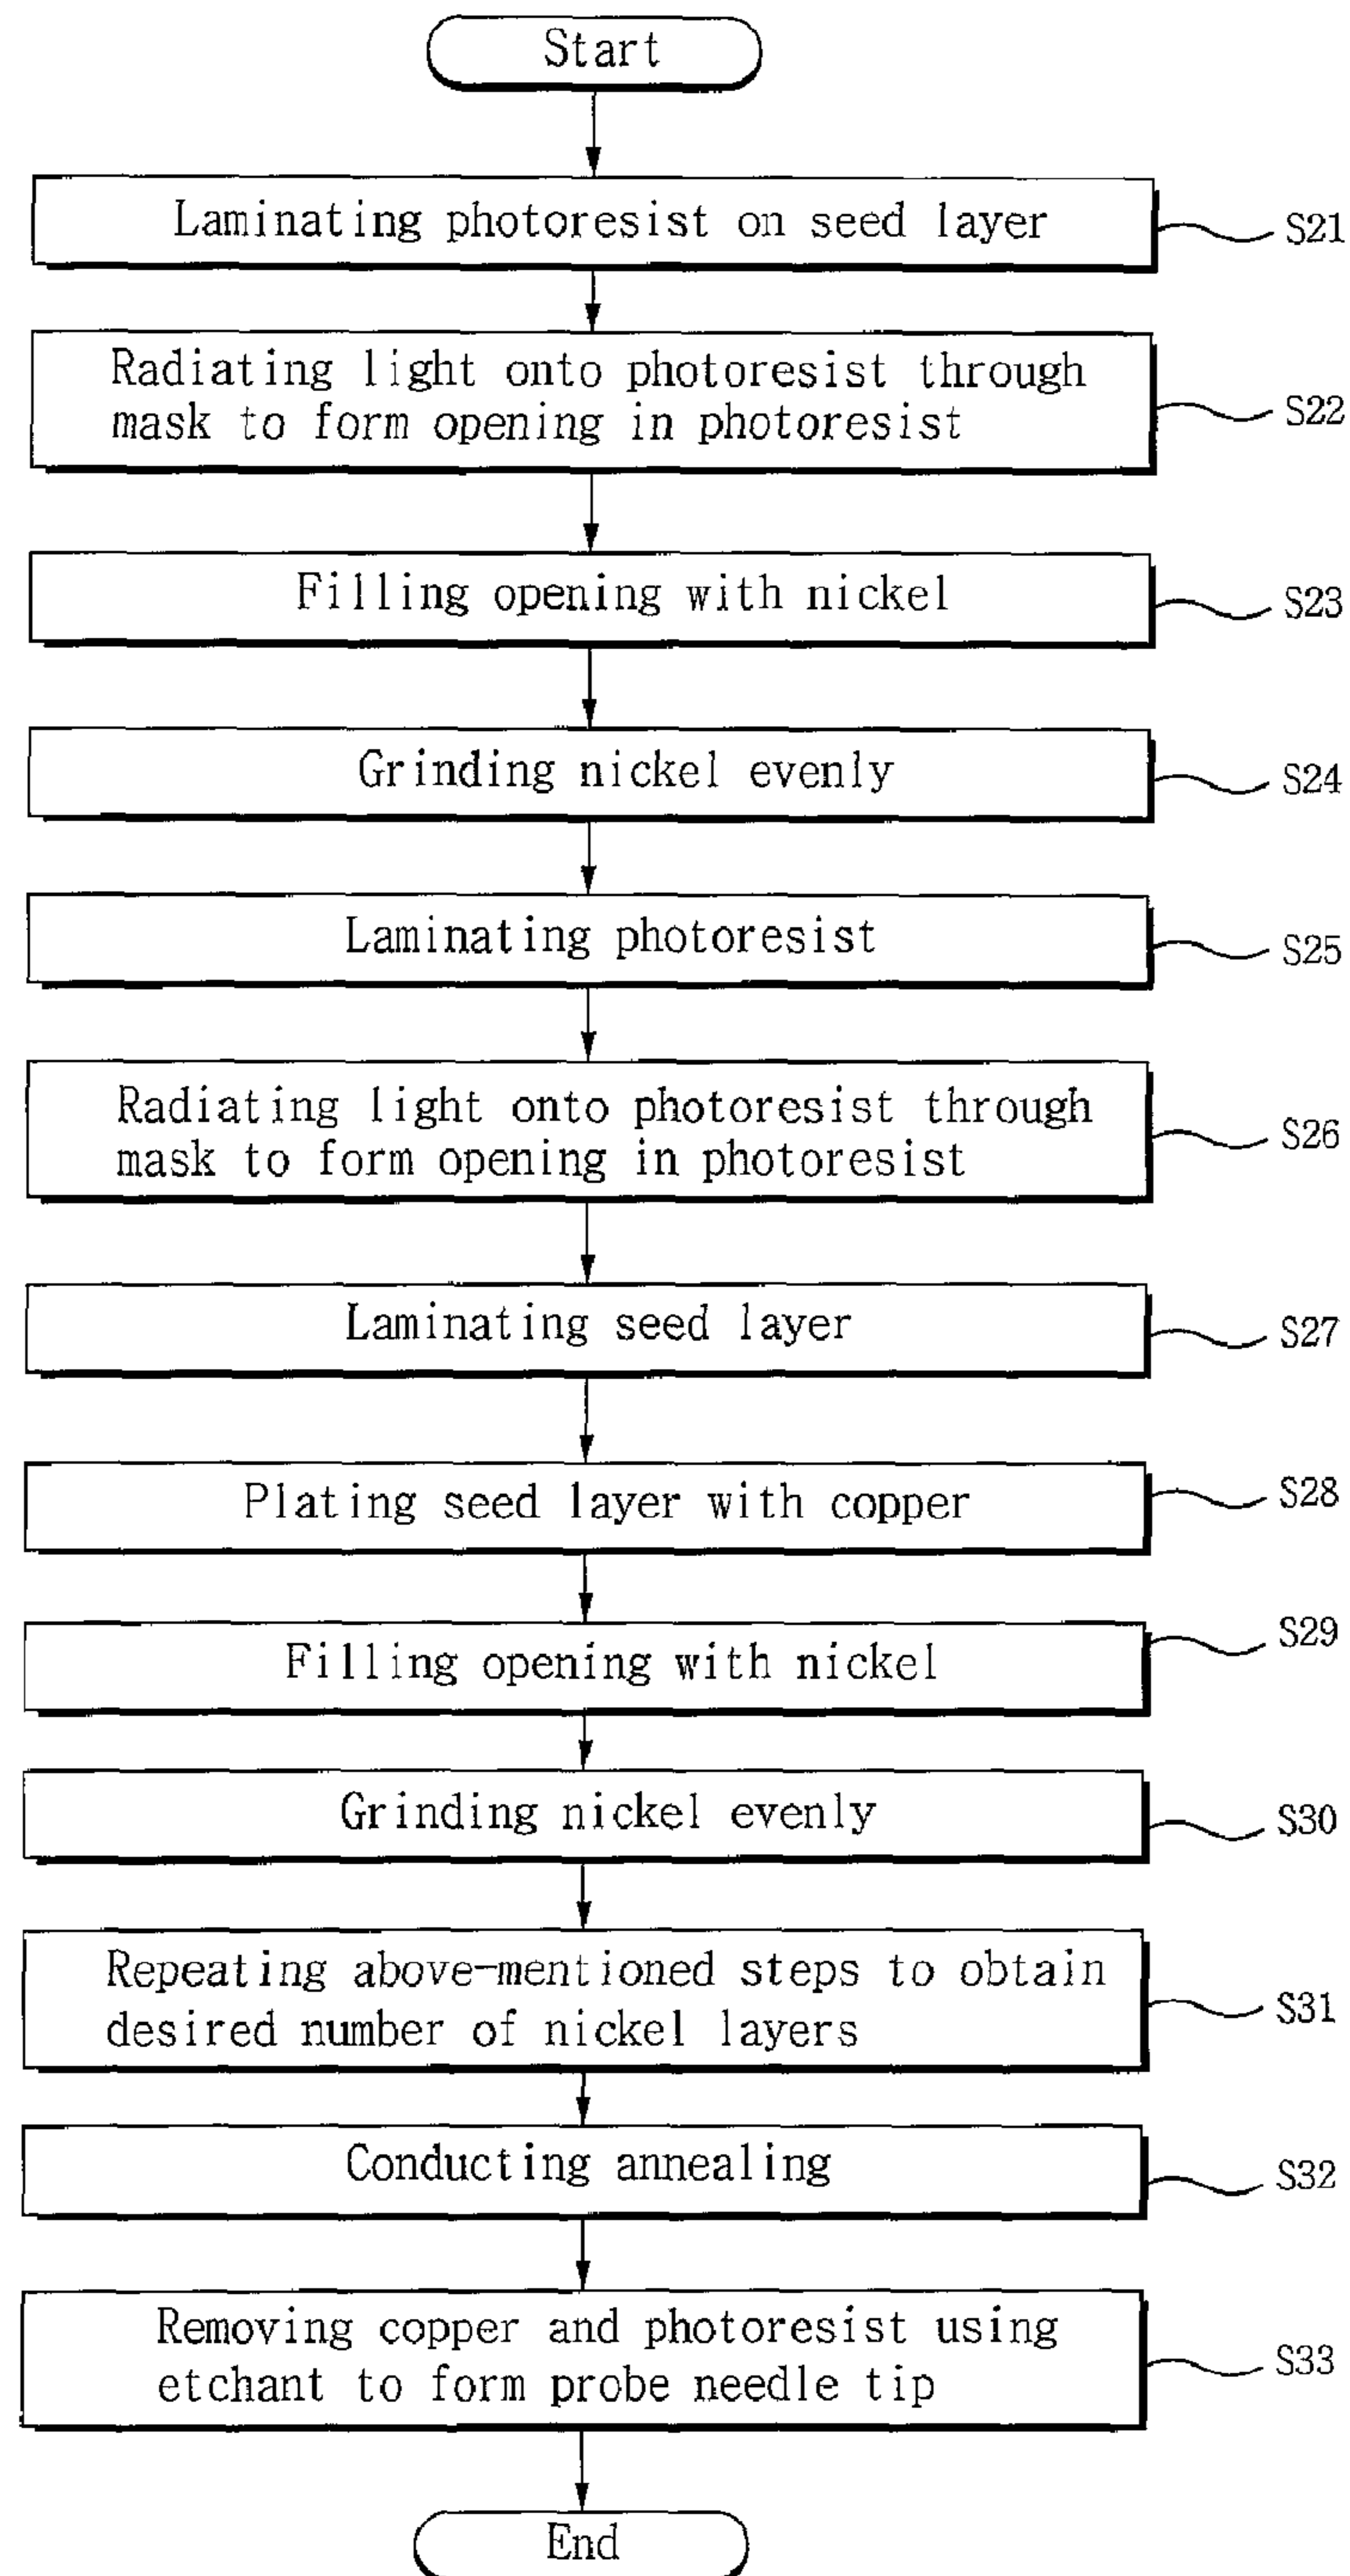 Start
Laminating photoresist on seed layer
S21
Radiating light onto photoresist through
mask to form opening in photoresist
S22
Filling opening with nickel
S23
Grinding nickel evenly
S24
Laminating photoresist
S25
Radiating light onto photoresist through
mask to form opening in photoresist
S26
Laminating seed layer
S27
Plating seed layer with copper
S28
Filling opening with nickel
S29
Grinding nickel evenly
S30
Repeating above-mentioned steps to obtain
desired number of nickel layers
S31
Conducting annealing
S32
Removing copper and photoresist using
etchant to form probe needle tip
S33
End